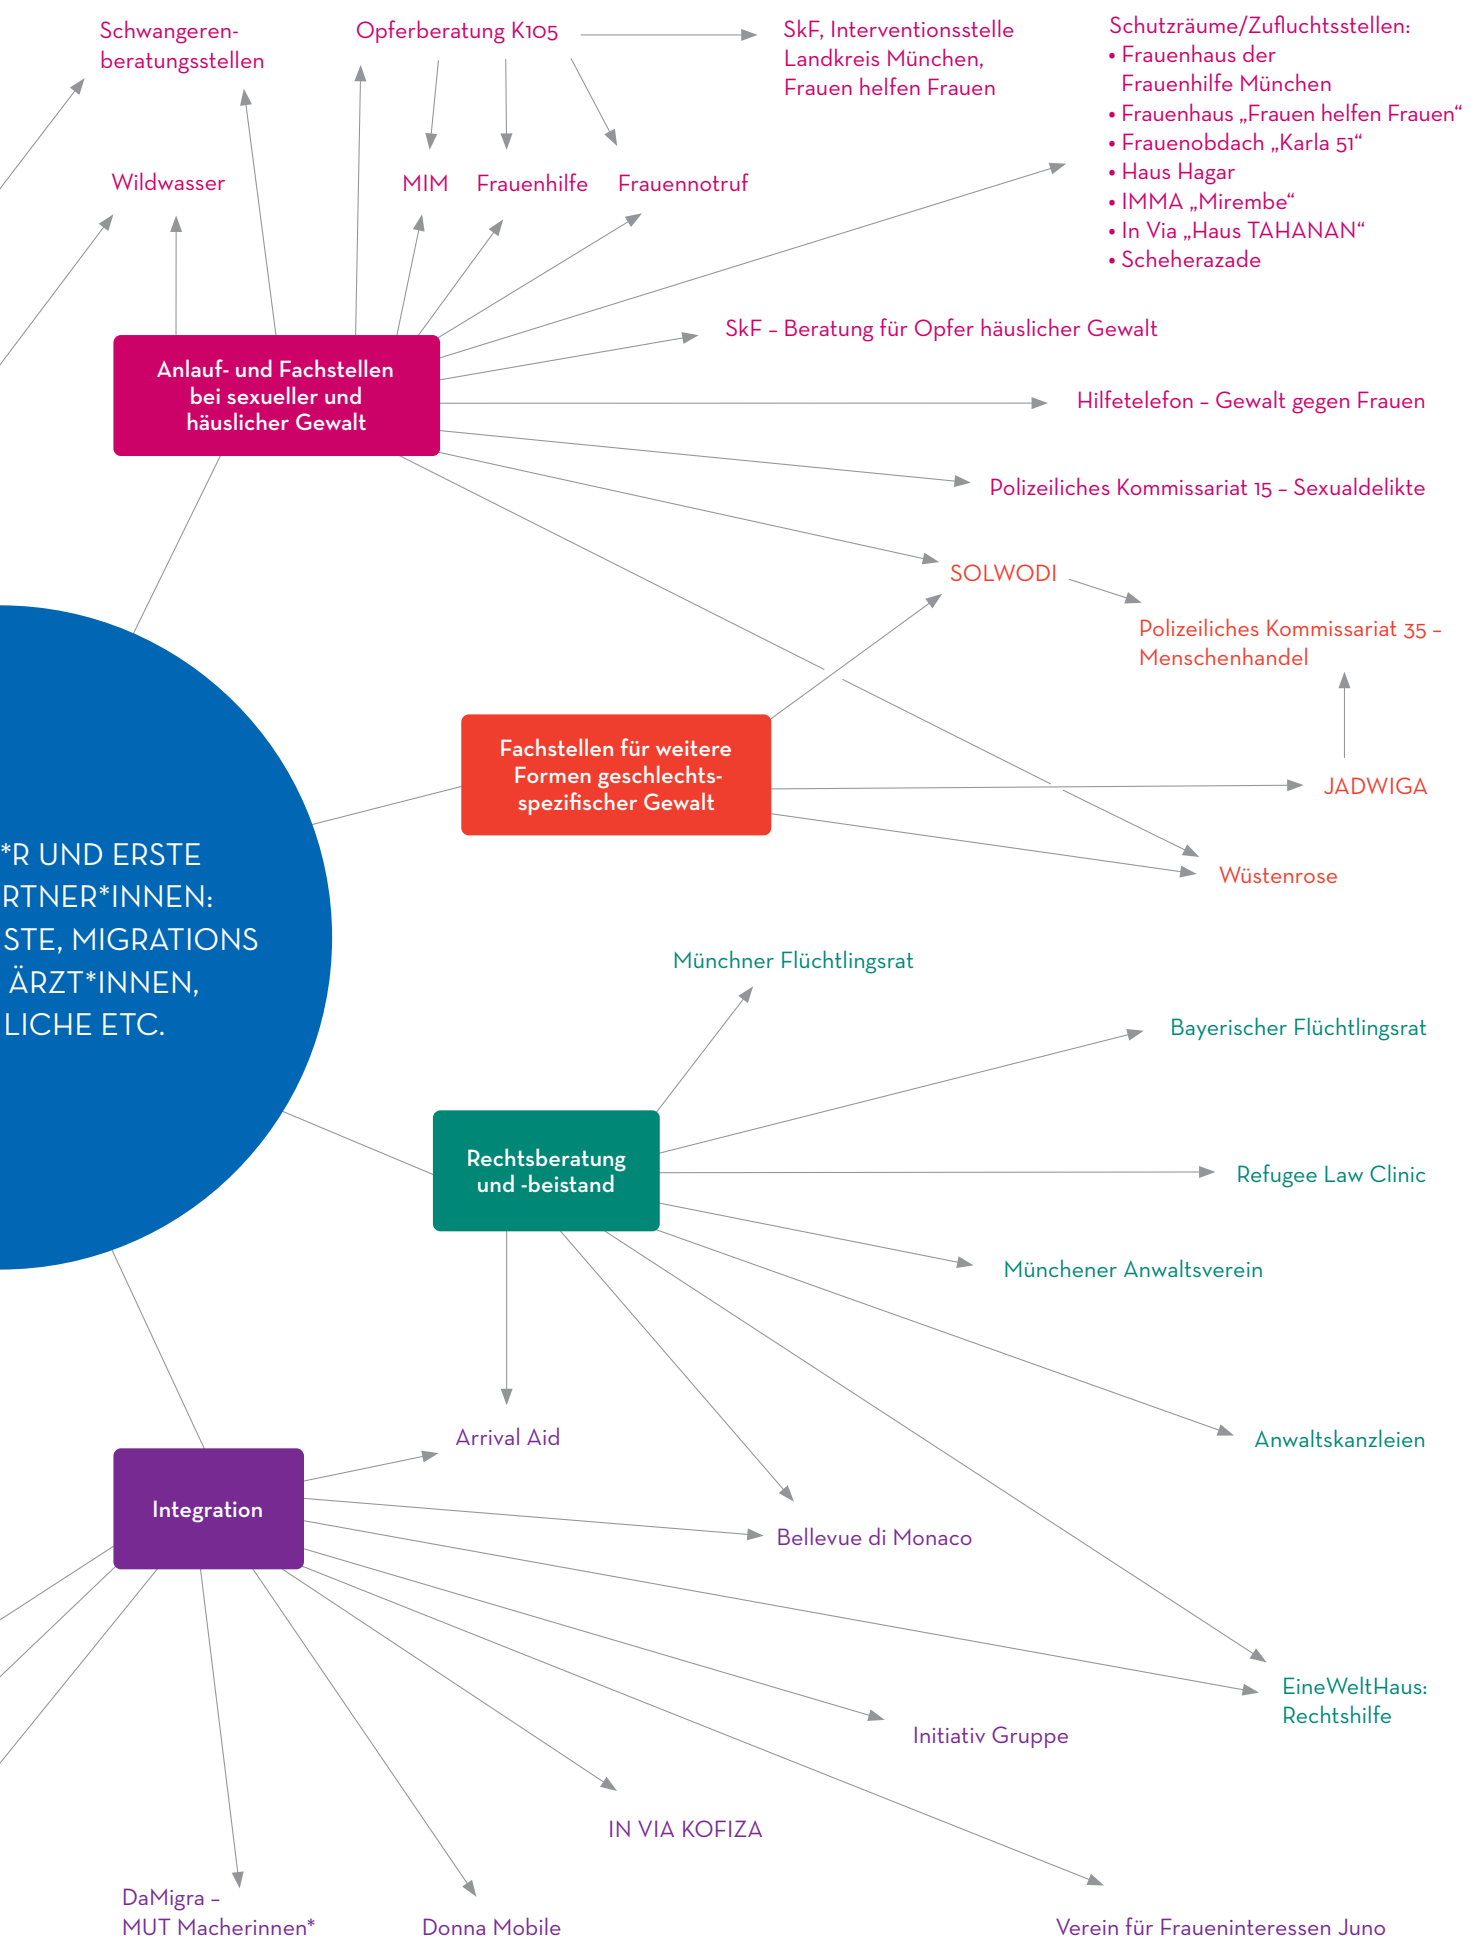 Schwangeren-
beratungsstellen
Opferberatung K105
SkF, Interventionsstelle
Landkreis München,
Frauen helfen Frauen
Schutzräume/Zufluchtsstellen:
• Frauenhaus der
Frauenhilfe München
• Frauenhaus „Frauen helfen Frauen“
• Frauenobdach „Karla 51“
• Haus Hagar
• IMMA „Mirembe“
• In Via „Haus TAHANAN“
• Scheherazade
Wildwasser
MIM
Frauenhilfe
Frauennotruf
Anlauf- und Fachstellen
bei sexueller und
häuslicher Gewalt
SkF – Beratung für Opfer häuslicher Gewalt
Hilfetelefon – Gewalt gegen Frauen
Polizeiliches Kommissariat 15 – Sexualdelikte
SOLWODI
Polizeiliches Kommissariat 35 –
Menschenhandel
Fachstellen für weitere
Formen geschlechts-
spezifischer Gewalt
JADWIGA
Wüstenrose
*R UND ERSTE
RTNER*INNEN:
STE, MIGRATIONS
ÄRZT*INNEN,
LICHE ETC.
Münchner Flüchtlingsrat
Bayerischer Flüchtlingsrat
Rechtsberatung
und -beistand
Refugee Law Clinic
Münchener Anwaltsverein
Anwaltskanzleien
Arrival Aid
Integration
Bellevue di Monaco
EineWeltHaus:
Rechtshilfe
Initiativ Gruppe
IN VIA KOFIZA
DaMigra –
MUT Macherinnen*
Donna Mobile
Verein für Fraueninteressen Juno